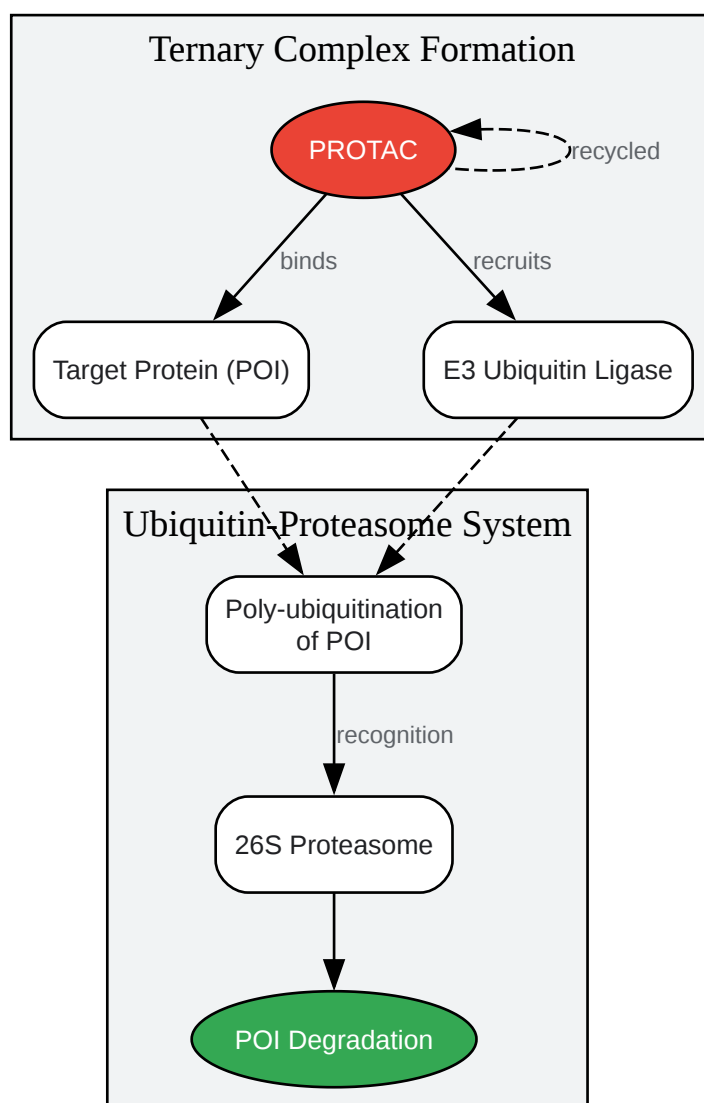 Ternary Complex Formation
PROTAC
recycled
binds
recruits
Target Protein (POI)
E3 Ubiquitin Ligase
Ubiquitin-Proteasome System
Poly-ubiquitination
of POI
recognition
26S Proteasome
POI Degradation